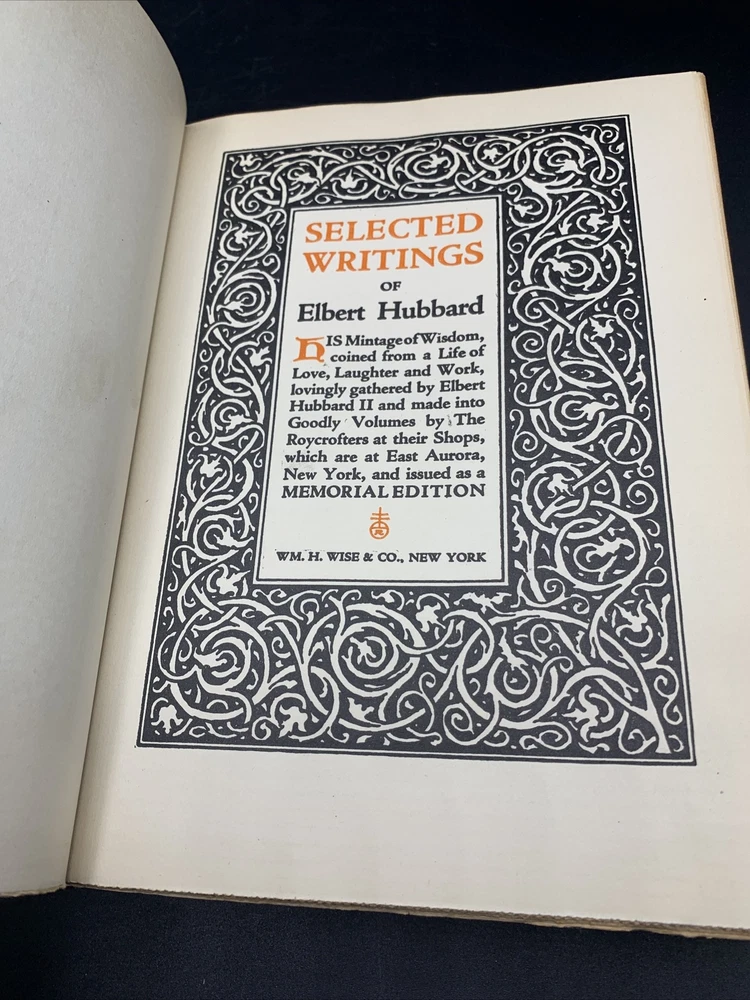 SELECTED
WRITINGS
OF
Elbert Hubbard
HIS Mintage of Wisdom,
coined from a Life of
Love, Laughter and Work,
lovingly gathered by Elbert
Hubbard II and made into
Goodly Volumes by The
Roycrofters at their Shops,
which are at East Aurora,
New York, and issued as a
MEMORIAL EDITION
R
WM. H. WISE & CO., NEW YORK